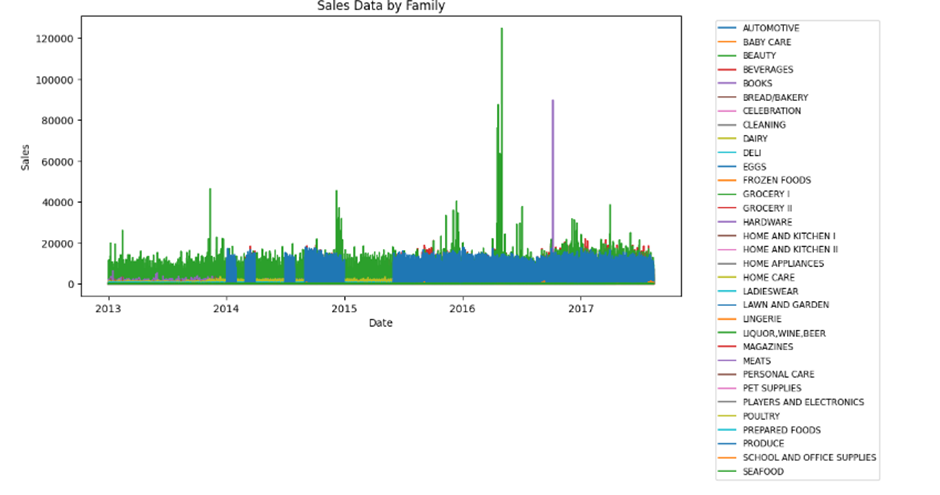 Sales Data by Family
120000
100000
80000
60000
40000
20000
0
Sales
2013 2014 2015 2016 2017
Date
AUTOMOTIVE
BABY CARE
BEAUTY
BEVERAGES
BOOKS
BREAD/BAKERY
CELEBRATION
CLEANING
DAIRY
DELI
EGGS
FROZEN FOODS
GROCERY I
GROCERY II
HARDWARE
HOME AND KITCHEN I
HOME AND KITCHEN II
HOME APPLIANCES
HOME CARE
LADIESWEAR
LAWN AND GARDEN
LINGERIE
LIQUOR,WINE,BEER
MAGAZINES
MEATS
PERSONAL CARE
PET SUPPLIES
PLAYERS AND ELECTRONICS
POULTRY
PREPARED FOODS
PRODUCE
SCHOOL AND OFFICE SUPPLIES
SEAFOOD